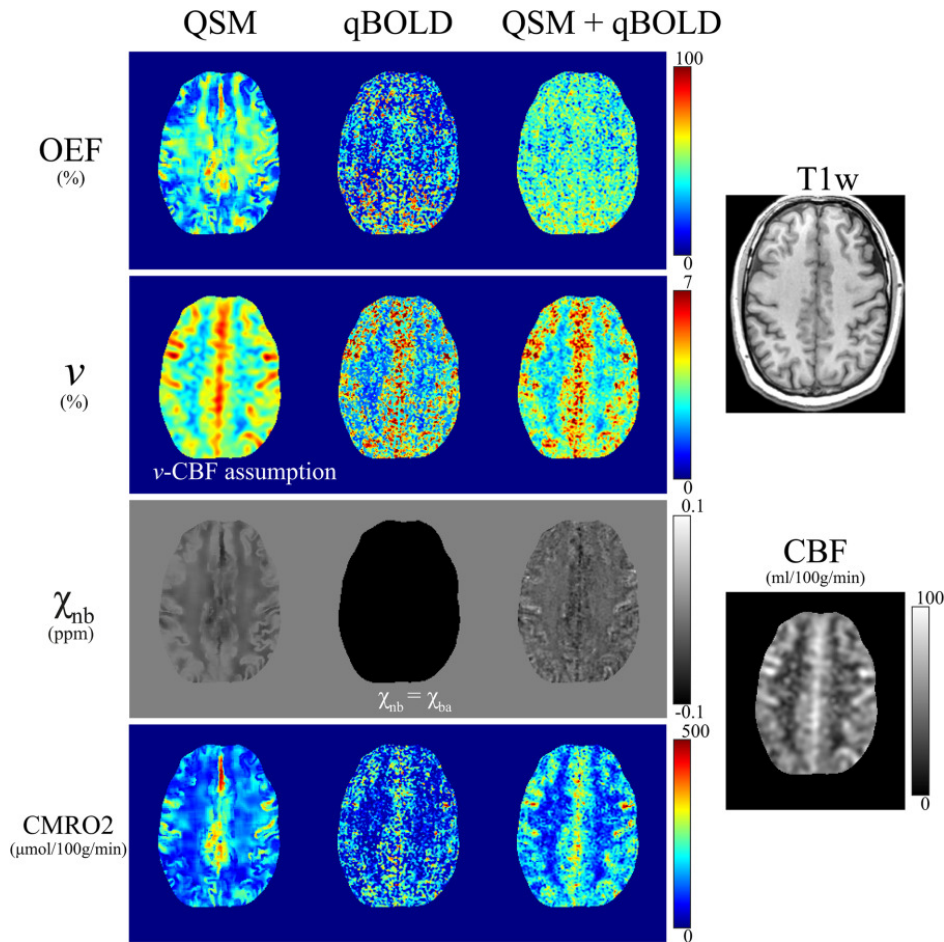 QSM qBOLD QSM + qBOLD
OEF
(%)
100
0
T1w
ν
(%)
7
0
ν-CBF assumption
χnb
(ppm)
0.1
-0.1
χnb = χba
CBF
(ml/100g/min)
100
0
CMRO2
(μmol/100g/min)
500
0